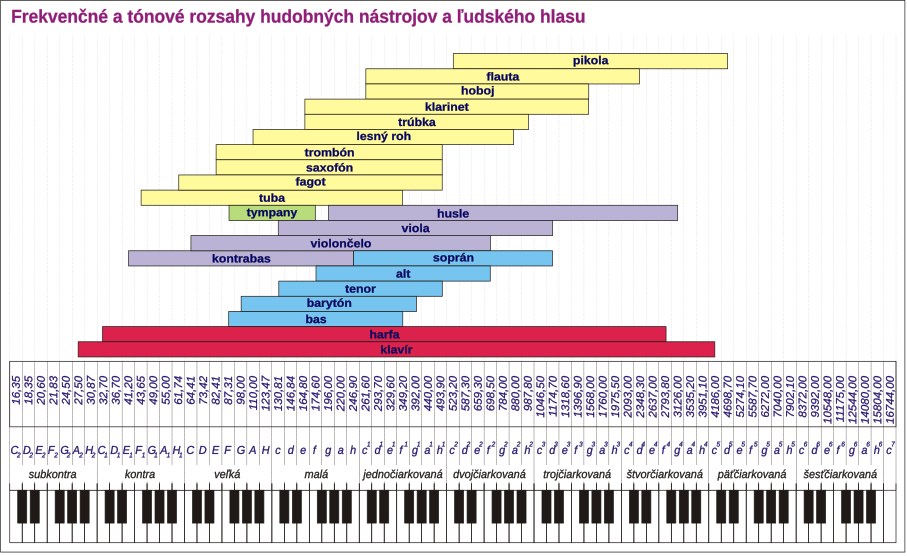 Frekvenčné a tónové rozsahy hudobných nástrojov a ľudského hlasu
pikola
flauta
hoboj
klarinet
trúbka
lesný roh
trombón
saxofón
fagot
tuba
tympany husle
viola
violončelo
kontrabas soprán
alt
tenor
barytón
bas
harfa
klavír
16,35 18,35 20,60 21,83 24,50 27,50 30,87 32,70 36,70 41,20 43,65 49,00 55,00 61,74 64,41 73,42 82,41 87,31 98,00 110,00 123,47 130,81 146,84 164,80 174,60 196,00 220,00 246,90 261,60 293,70 329,60 349,20 392,00 440,00 493,90 523,20 587,30 659,30 698,50 784,00 880,00 987,80 1046,50 1174,70 1318,60 1396,90 1568,00 1760,00 1975,50 2093,00 2348,30 2637,00 2793,80 3126,00 3535,20 3951,10 4186,00 4689,70 5274,10 5587,70 6272,00 7040,00 7902,10 8372,00 9392,00 10548,00 11175,00 12544,00 14080,00 15804,00 16744,00
C₂ D₂ E₂ F₂ G₂ A₂ H₂ C₁ D₁ E₁ F₁ G₁ A₁ H₁ C D E F G A H c d e f g a h c¹ d¹ e¹ f¹ g¹ a¹ h¹ c² d² e² f² g² a² h² c³ d³ e³ f³ g³ a³ h³ c⁴ d⁴ e⁴ f⁴ g⁴ a⁴ h⁴ c⁵ d⁵ e⁵ f⁵ g⁵ a⁵ h⁵ c⁶ d⁶ e⁶ f⁶ g⁶ a⁶ h⁶ c⁷
subkontra kontra veľká malá jednočiarkovaná dvojčiarkovaná trojčiarkovaná štvorčiarkovaná päťčiarkovaná šesťčiarkovaná